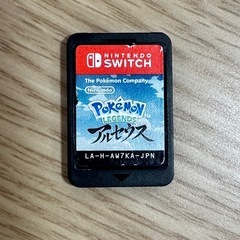 NINTENDO
SWITCH
The Pokémon Company
Nintendo
POKÉMON
LEGENDS
アルセウス
LA-H-AW7KA-JPN